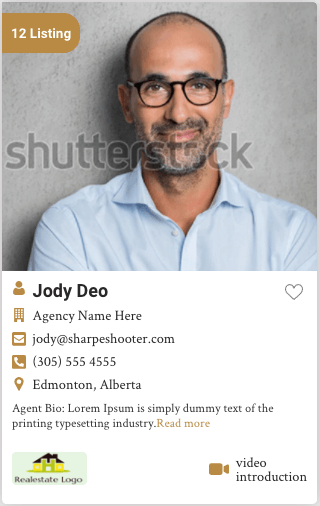 12 Listing
shutterstock
Jody Deo
Agency Name Here
jody@sharpeshooter.com
(305) 555 4555
Edmonton, Alberta
Agent Bio: Lorem Ipsum is simply dummy text of the
printing typesetting industry.Read more
Realestate Logo
video
introduction